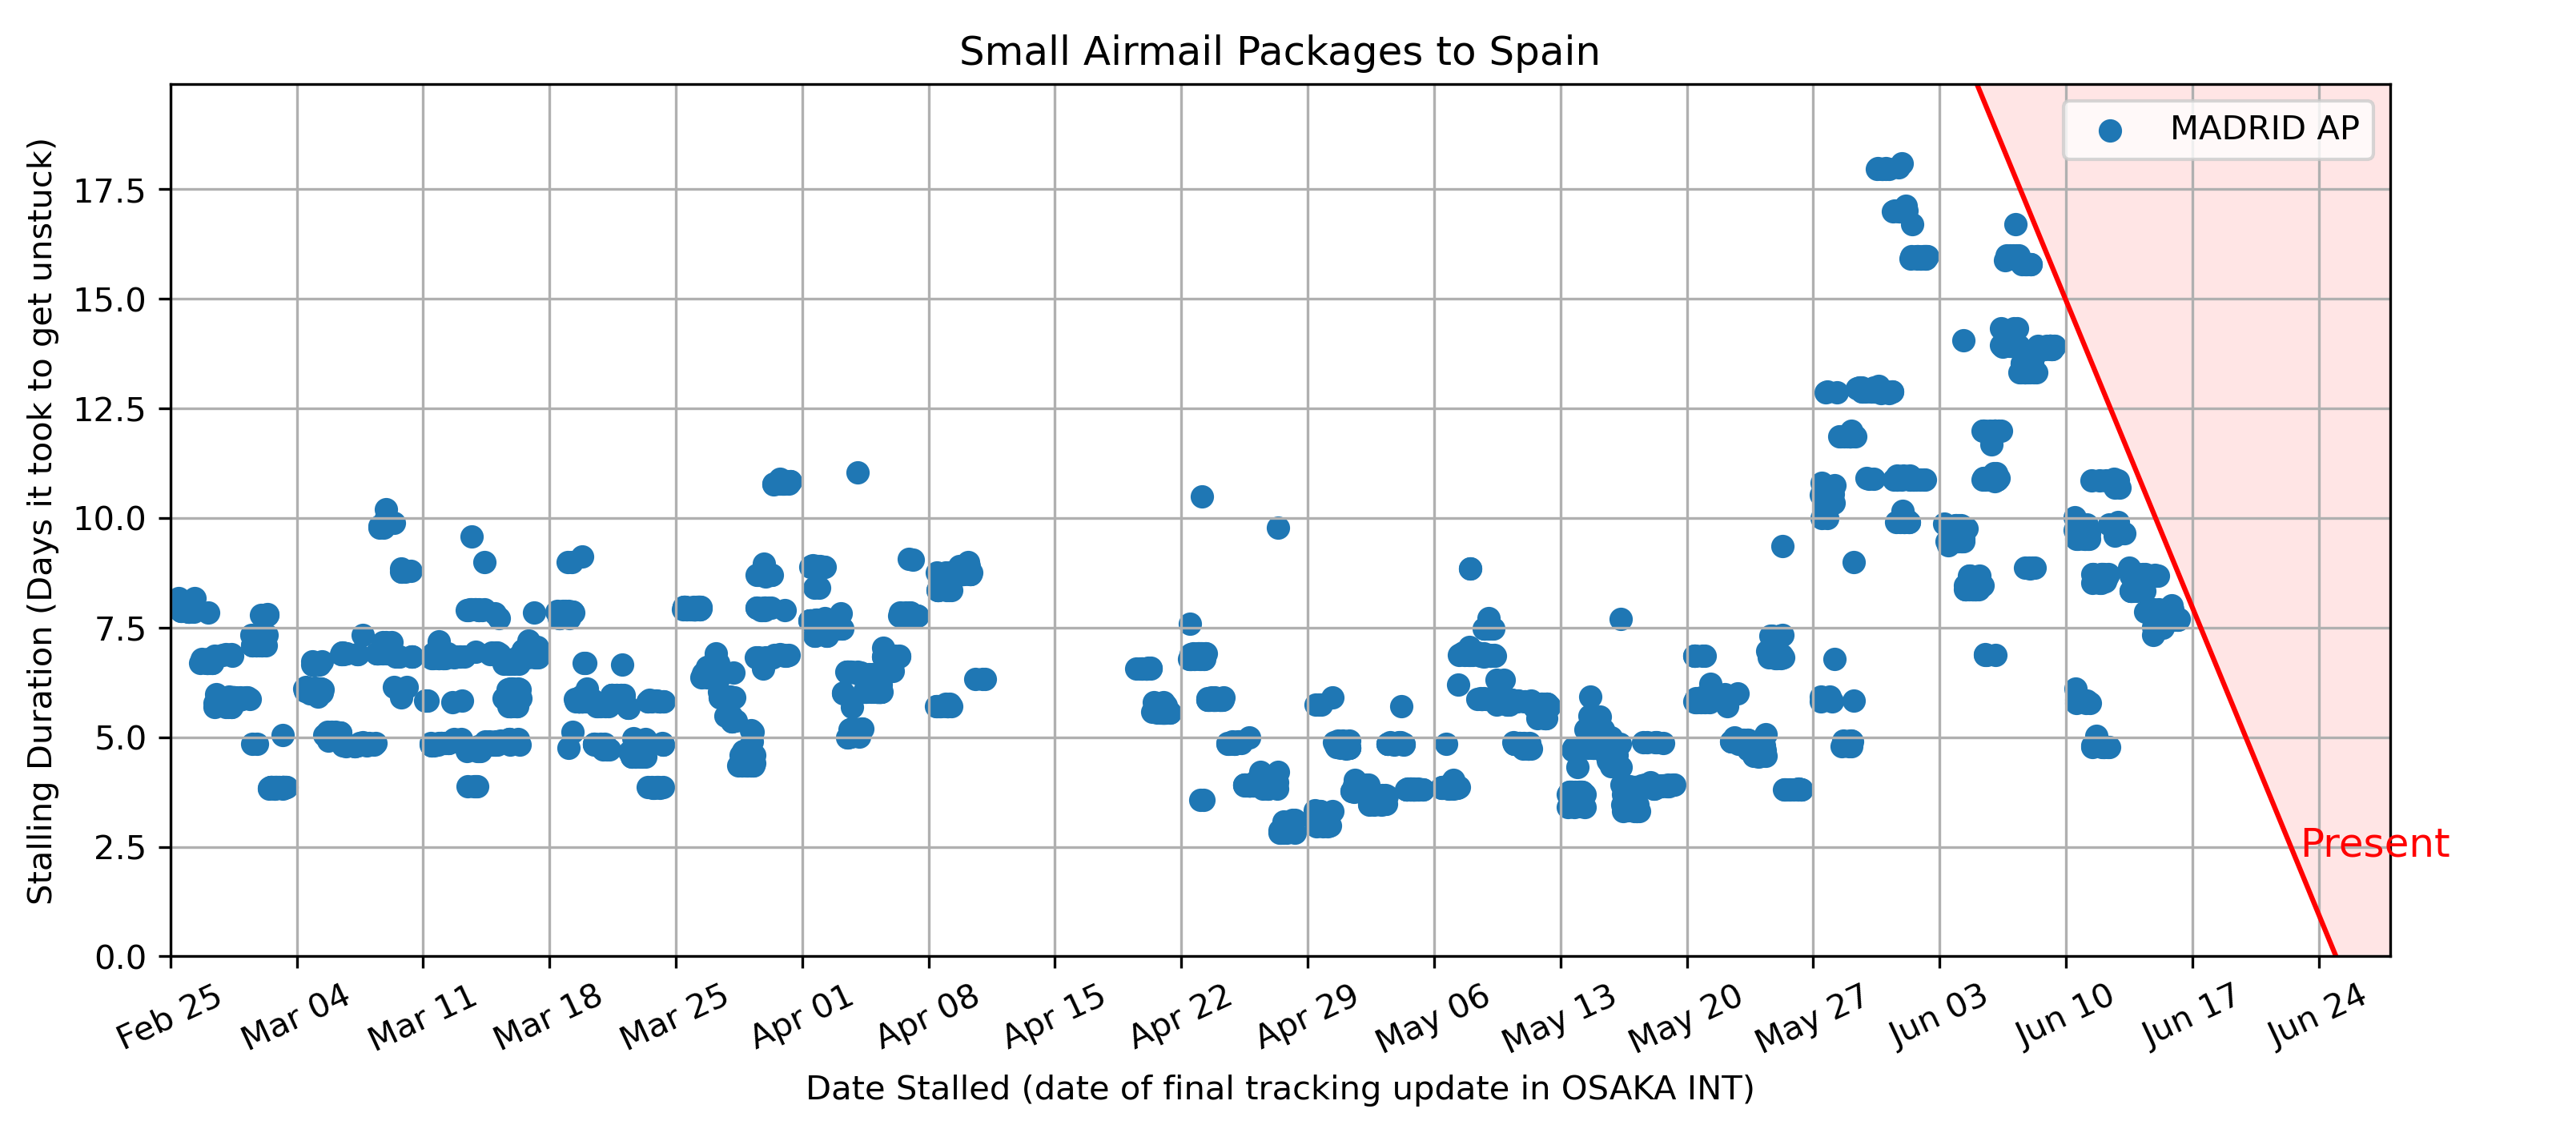 Small Airmail Packages to Spain
MADRID AP
Stalling Duration (Days it took to get unstuck)
17.5
15.0
12.5
10.0
7.5
5.0
2.5
0.0
Present
Feb 25
Mar 04
Mar 11
Mar 18
Mar 25
Apr 01
Apr 08
Apr 15
Apr 22
Apr 29
May 06
May 13
May 20
May 27
Jun 03
Jun 10
Jun 17
Jun 24
Date Stalled (date of final tracking update in OSAKA INT)